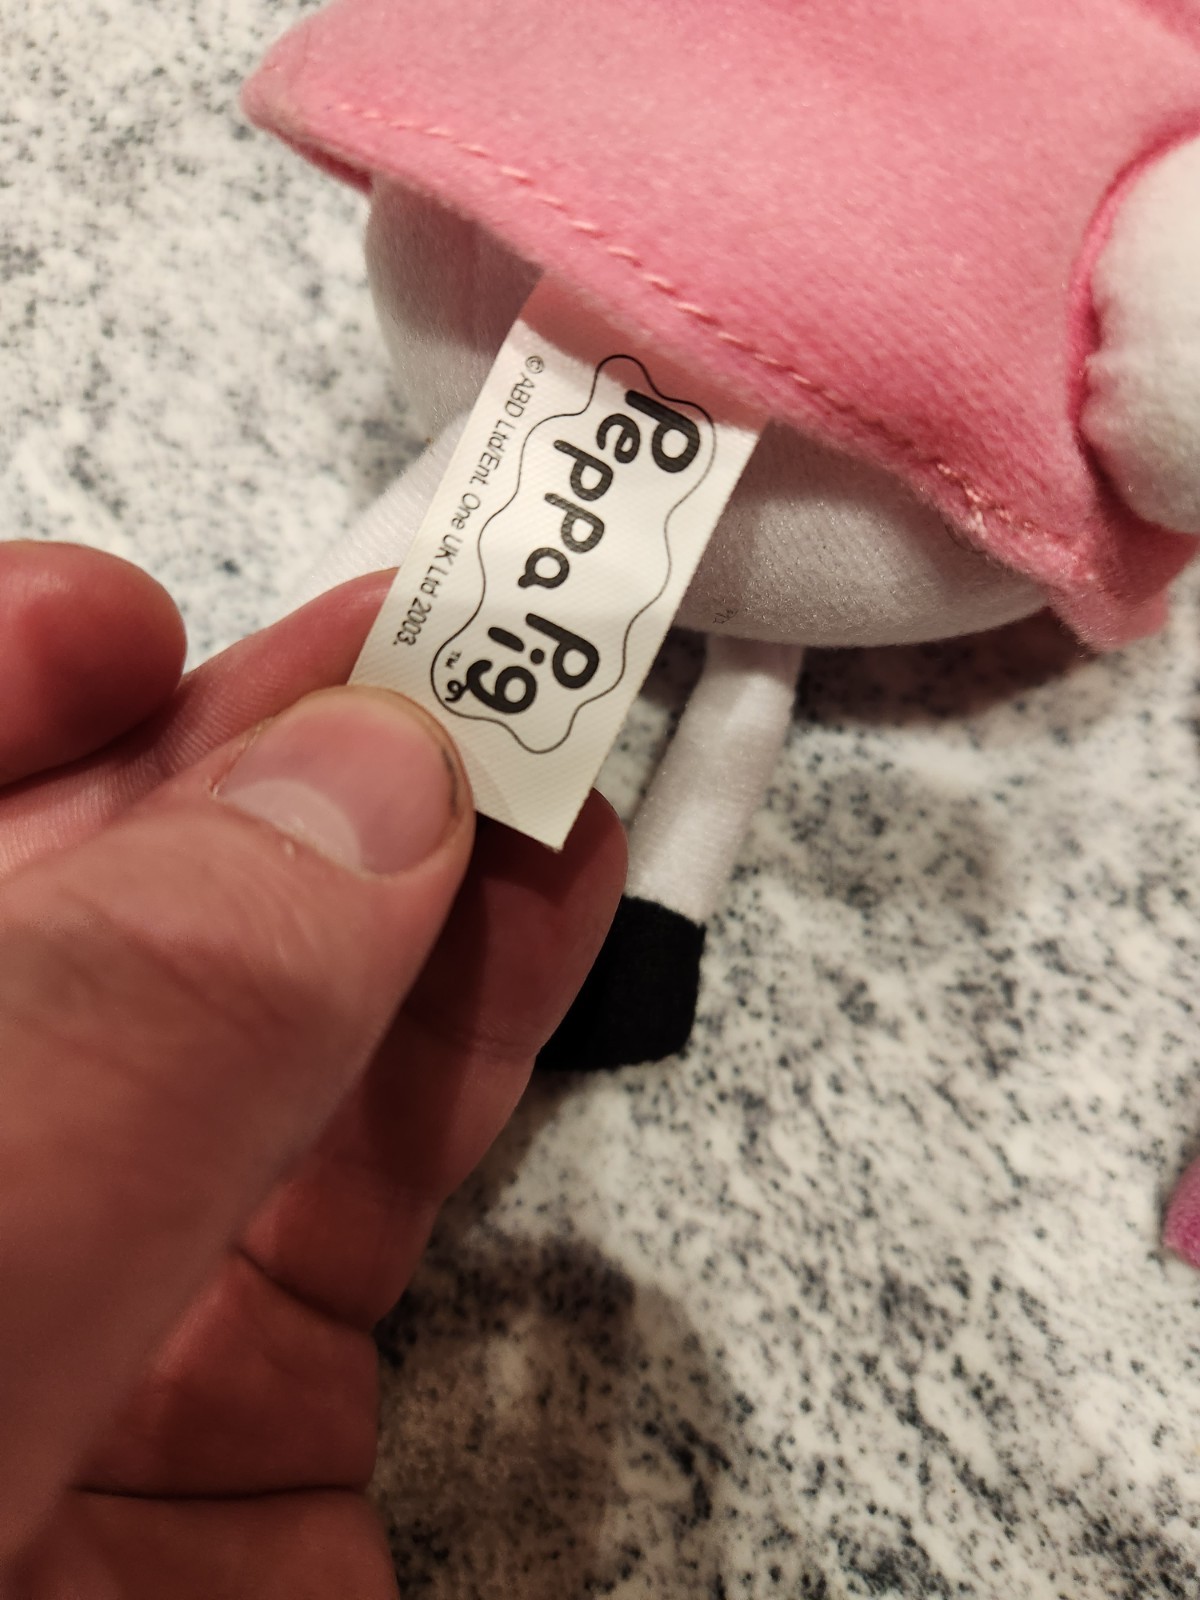 Peppa Pig
TM
© ABD Ltd/Ent. One UK Ltd 2003.